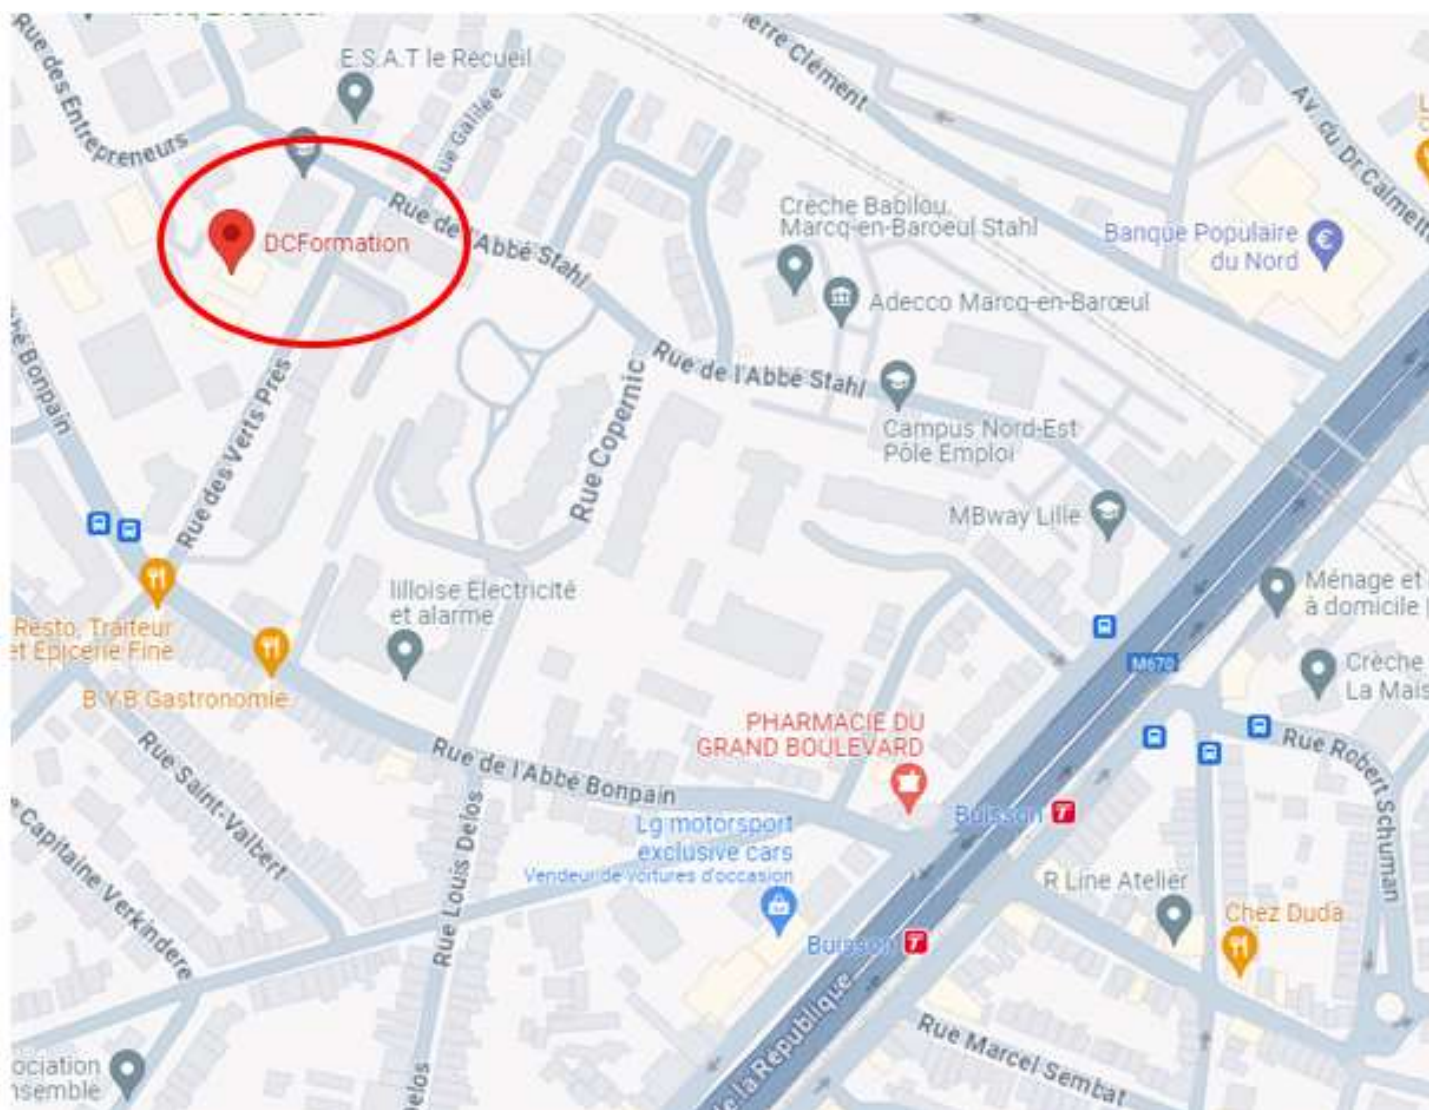 Rue des Entrepreneurs
E.S.A.T le Recueil
ue Galilée
ierre Clément
Av. du Dr Calmette
DCFormation
Rue de l'Abbé Stahl
Crèche Babilou,
Marcq-en-Baroeul Stahl
Banque Populaire
du Nord
Adecco Marcq-en-Barœul
bé Bonpain
Rue des Verts Prés
Rue Copernic
Rue de l'Abbé Stahl
Campus Nord-Est
Pôle Emploi
MBway Lille
lilloise Electricité
et alarme
Ménage et
à domicile
Resto, Traiteur
et Epicerie Fine
B Y B Gastronomie
M670
Crèche
La Mais
PHARMACIE DU
GRAND BOULEVARD
Rue de l'Abbé Bonpain
Rue Saint-Valbert
Rue Robert Schuman
Lg motorsport
exclusive cars
Vendeur de voitures d'occasion
Buisson
T
e Capitaine Verkindere
Rue Louis Delos
R Line Atelier
Chez Duda
Buisson
T
e la République
Rue Marcel Sembat
ociation
nsemble
Delos